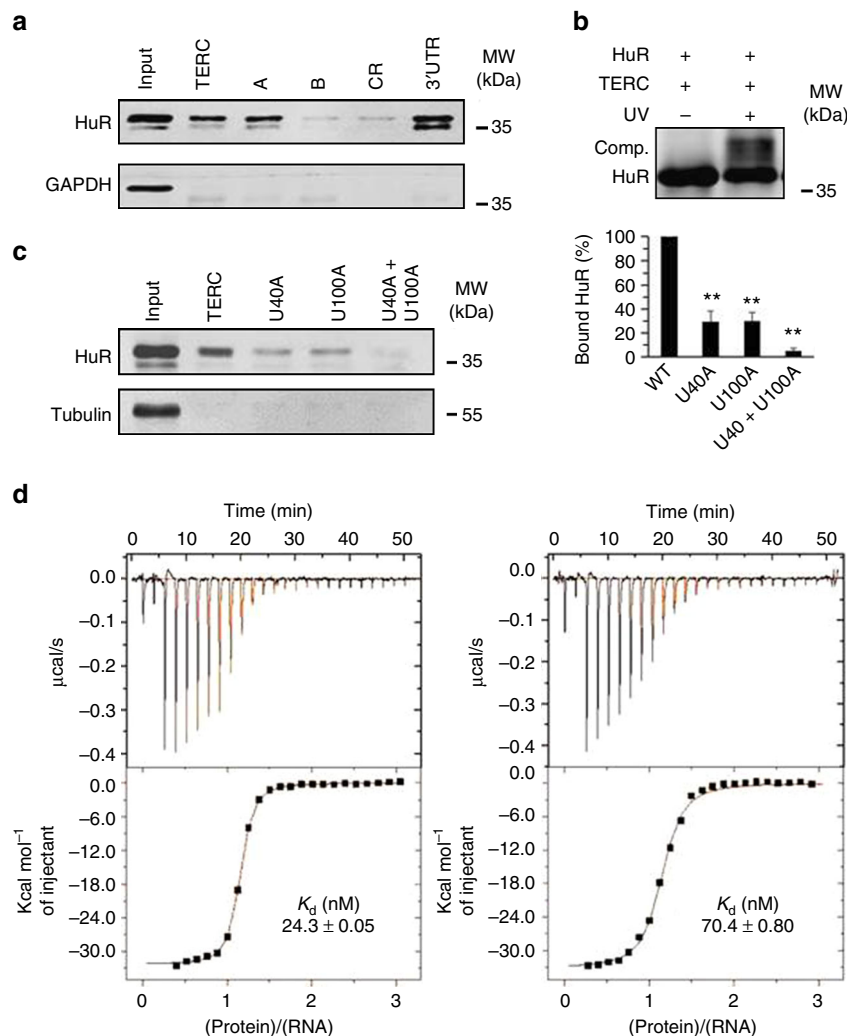 a
Input
TERC
A
B
CR
3′UTR
MW
(kDa)
HuR
– 35
GAPDH
– 35
b
HuR + +
TERC + +
UV – +
MW
(kDa)
Comp.
HuR
– 35
Bound HuR (%)
100
80
60
40
20
0
**
**
**
WT
U40A
U100A
U40 + U100A
c
Input
TERC
U40A
U100A
U40A +
U100A
MW
(kDa)
HuR
– 35
Tubulin
– 55
d
Time (min)
0 10 20 30 40 50
µcal/s
0.0
–0.1
–0.2
–0.3
–0.4
Kcal mol–1
of injectant
0.0
–6.0
–12.0
–18.0
–24.0
–30.0
Kd (nM)
24.3 ± 0.05
0 1 2 3
(Protein)/(RNA)
Time (min)
0 10 20 30 40 50
µcal/s
0.0
–0.1
–0.2
–0.3
–0.4
Kcal mol–1
of injectant
0.0
–6.0
–12.0
–18.0
–24.0
–30.0
Kd (nM)
70.4 ± 0.80
0 1 2 3
(Protein)/(RNA)